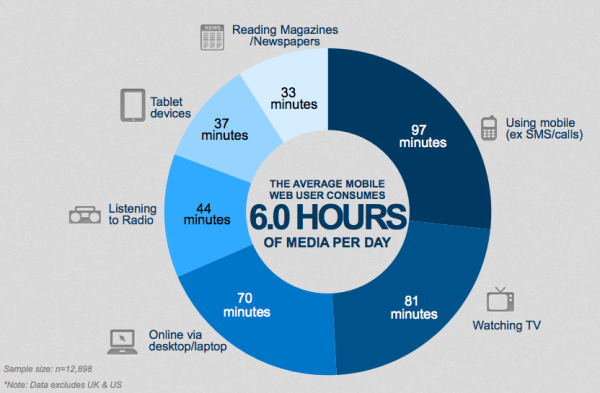 NEWS
Reading Magazines
/Newspapers
33
minutes
Tablet
devices
37
minutes
97
minutes
Using mobile
(ex SMS/calls)
THE AVERAGE MOBILE
WEB USER CONSUMES
6.0 HOURS
OF MEDIA PER DAY
Listening
to Radio
44
minutes
70
minutes
81
minutes
Watching TV
Online via
desktop/laptop
Sample size: n=12,898
*Note: Data excludes UK & US